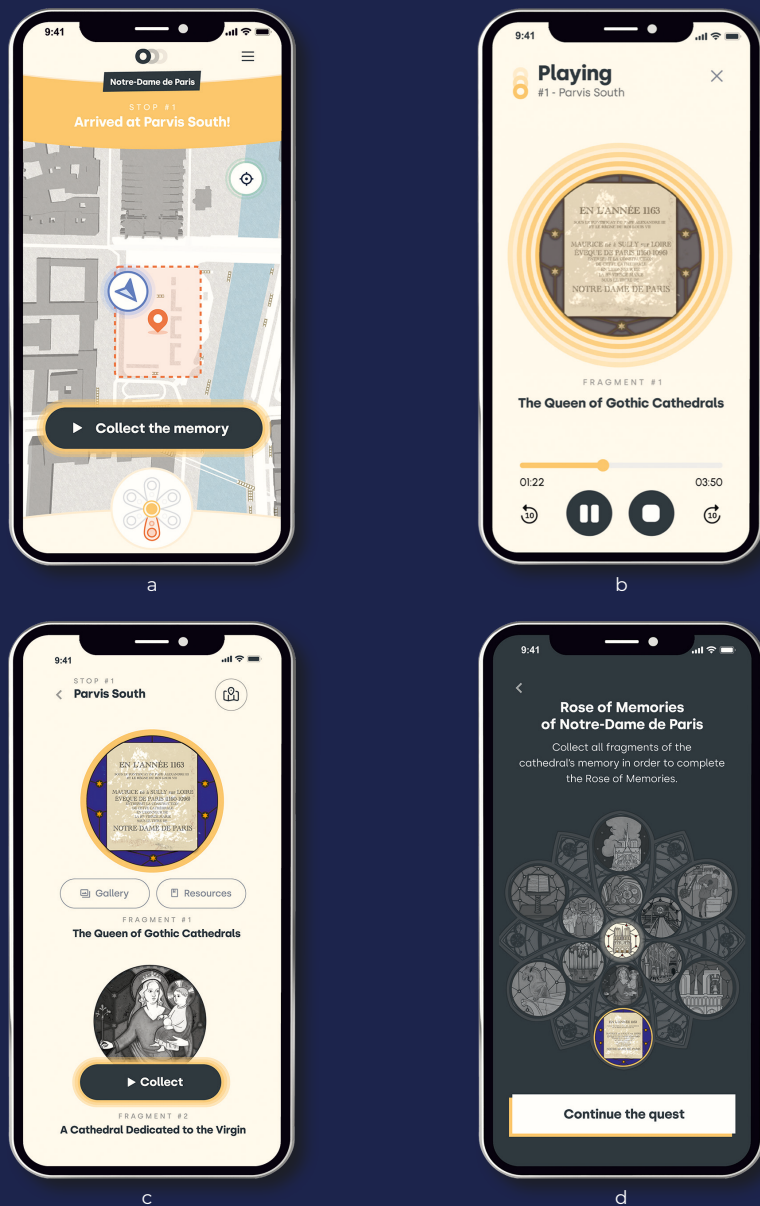 9:41
Notre-Dame de Paris
STOP #1
Arrived at Parvis South!
Collect the memory
a
9:41
Playing
#1 - Parvis South
EN L'ANNÉE 1163
MAURICE DE SULLY
ÉVÊQUE DE PARIS
NOTRE DAME DE PARIS
FRAGMENT #1
The Queen of Gothic Cathedrals
01:22
03:50
10
10
b
9:41
STOP #1
Parvis South
EN L'ANNÉE 1163
MAURICE DE SULLY
ÉVÊQUE DE PARIS
NOTRE DAME DE PARIS
Gallery
Resources
FRAGMENT #1
The Queen of Gothic Cathedrals
Collect
FRAGMENT #2
A Cathedral Dedicated to the Virgin
c
9:41
Rose of Memories
of Notre-Dame de Paris
Collect all fragments of the
cathedral's memory in order to complete
the Rose of Memories.
Continue the quest
d